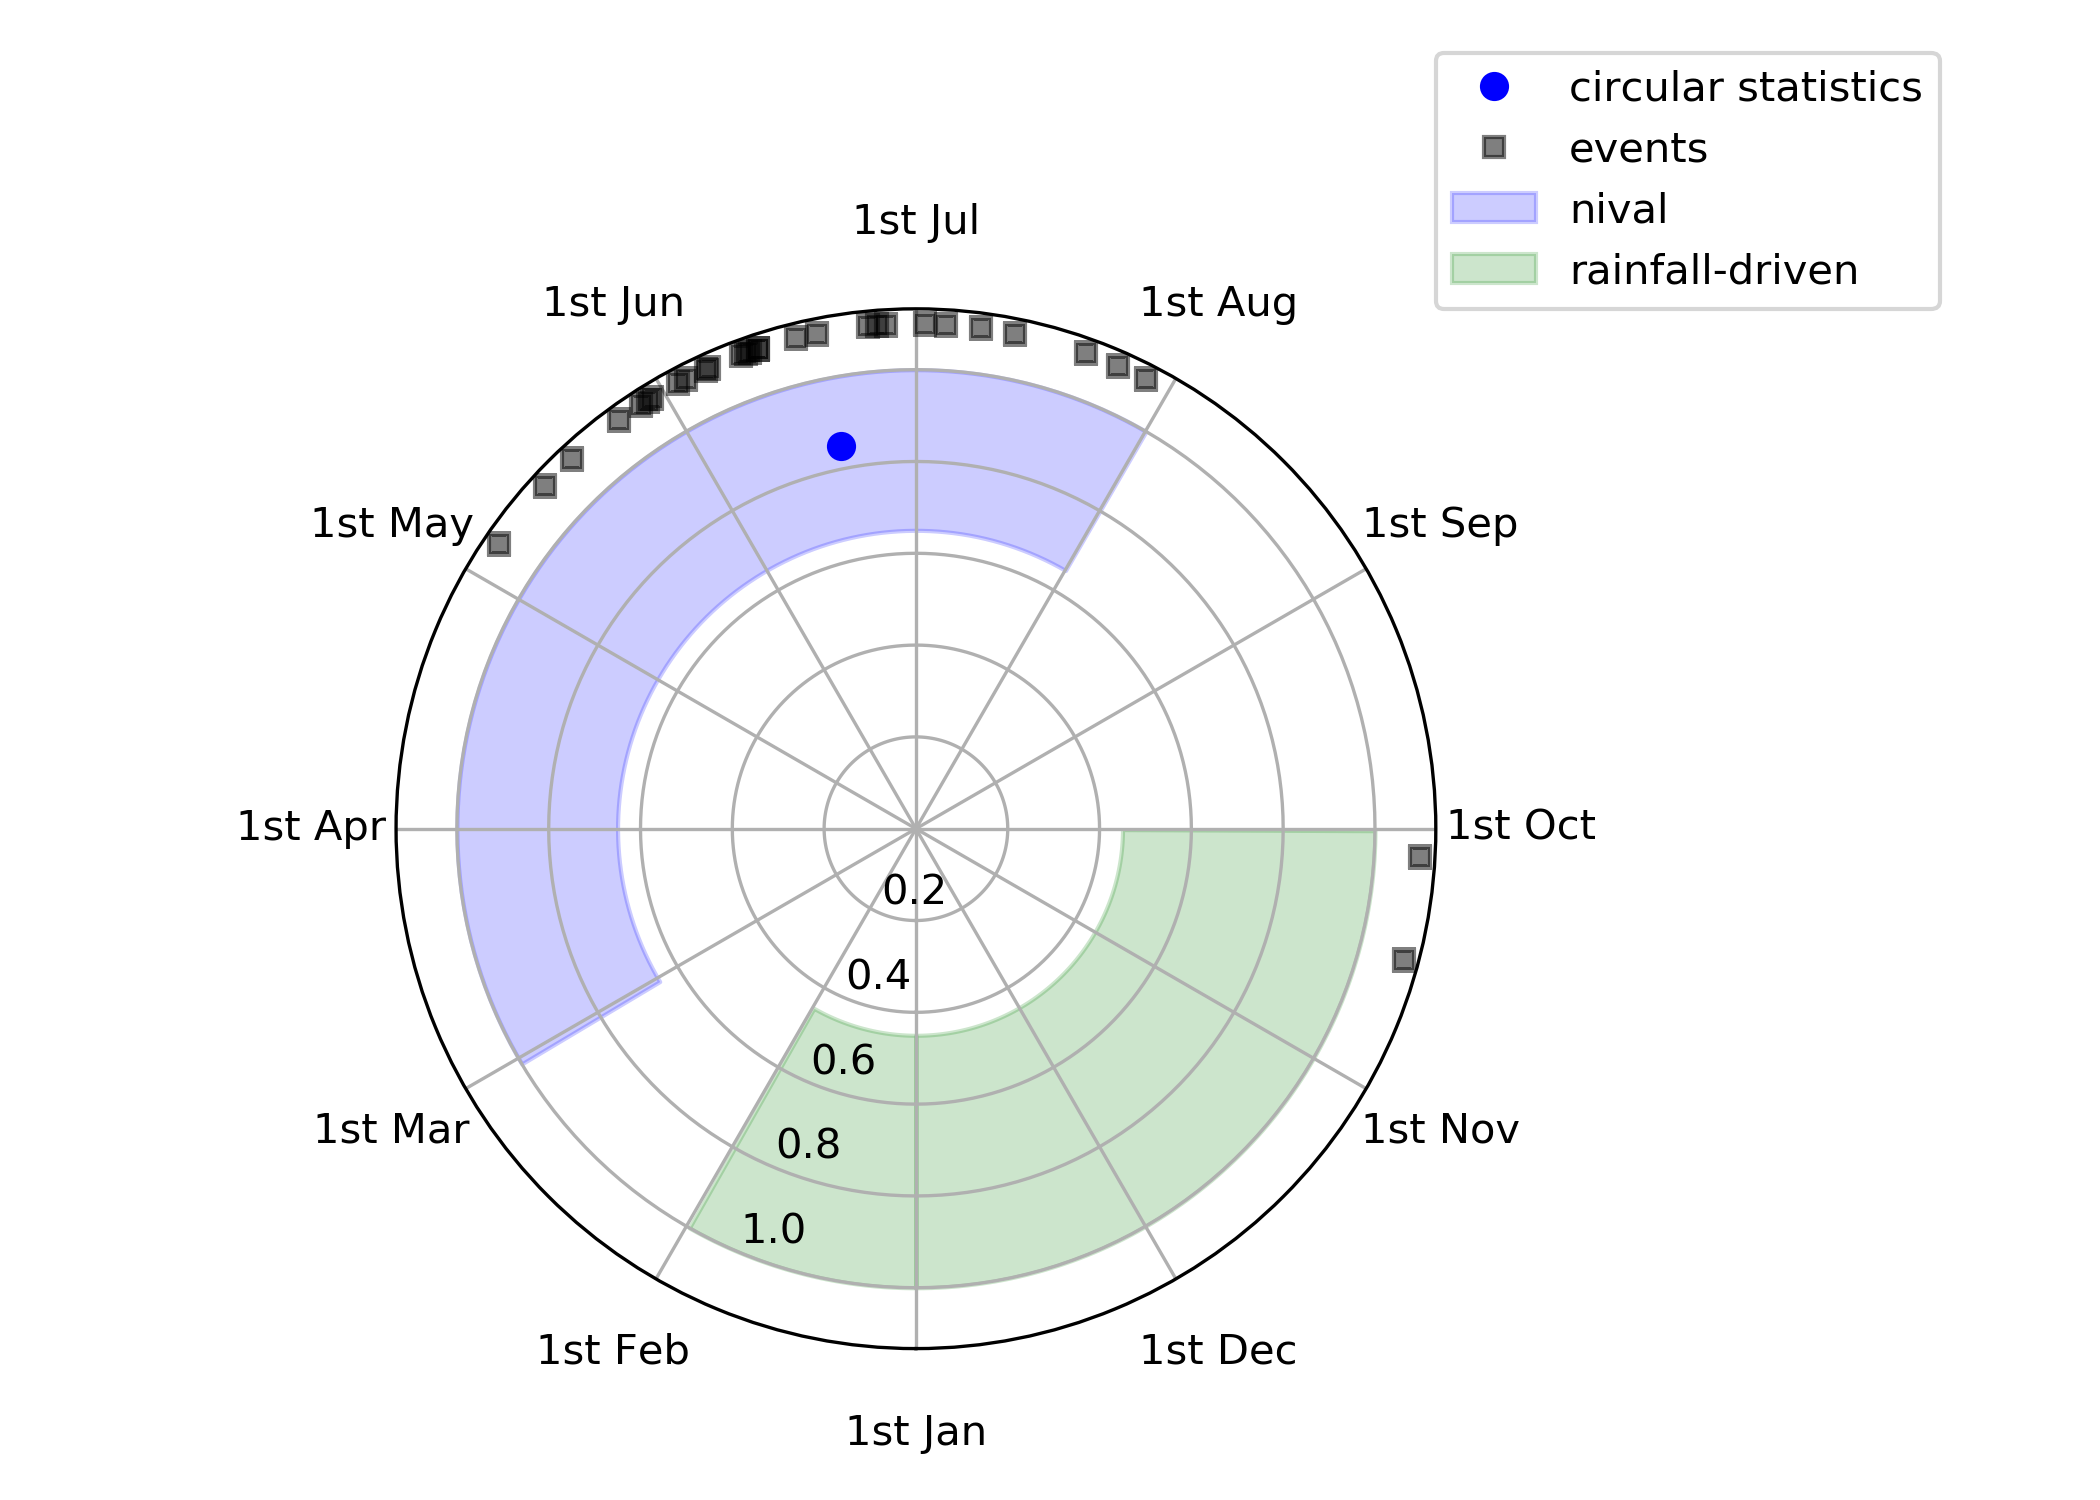 circular statistics
events
nival
rainfall-driven
1st Jul
1st Jun
1st Aug
1st May
1st Sep
1st Apr
1st Oct
0.2
0.4
0.6
0.8
1.0
1st Mar
1st Nov
1st Feb
1st Dec
1st Jan